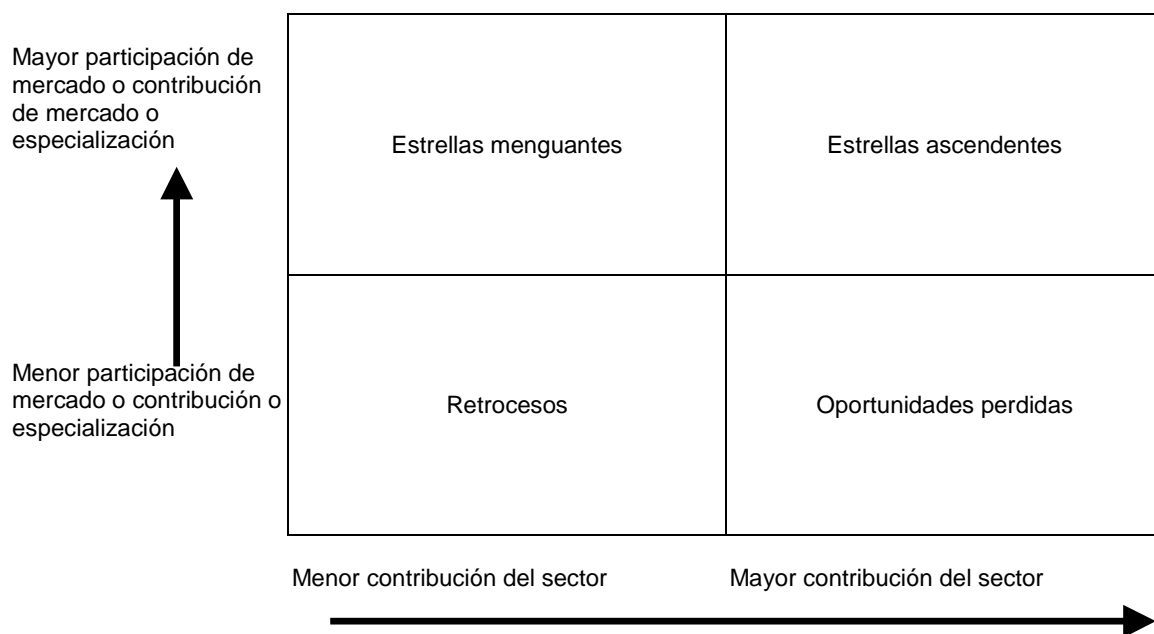 Mayor participación de
mercado o contribución
de mercado o
especialización
Estrellas menguantes
Estrellas ascendentes
Menor participación de
mercado o contribución o
especialización
Retrocesos
Oportunidades perdidas
Menor contribución del sector
Mayor contribución del sector